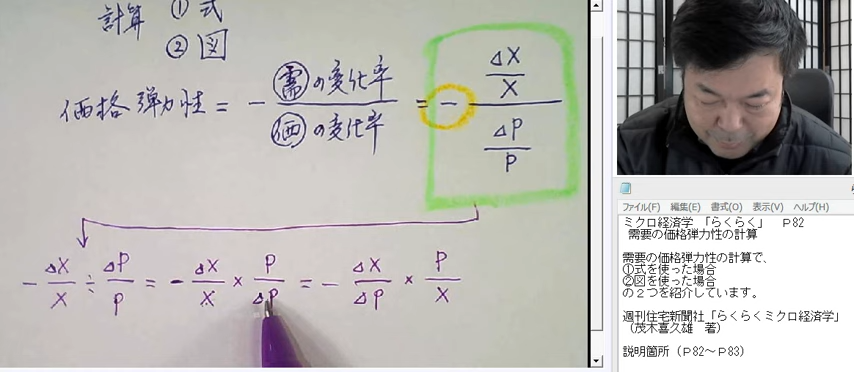 計算 ①式
②図
価格弾力性 = - 需の変化率 / 価の変化率 = - (ΔX/X) / (ΔP/P)
- ΔX/X ÷ ΔP/P = - ΔX/X × P/ΔP = - ΔX/ΔP × P/X
ファイル(F) 編集(E) 書式(O) 表示(V) ヘルプ(H)
ミクロ経済学 「らくらく」 P82
需要の価格弾力性の計算
需要の価格弾力性の計算で、
①式を使った場合
②図を使った場合
の2つを紹介しています。
週刊住宅新聞社「らくらくミクロ経済学」
(茂木喜久雄 著)
説明箇所(P82~P83)